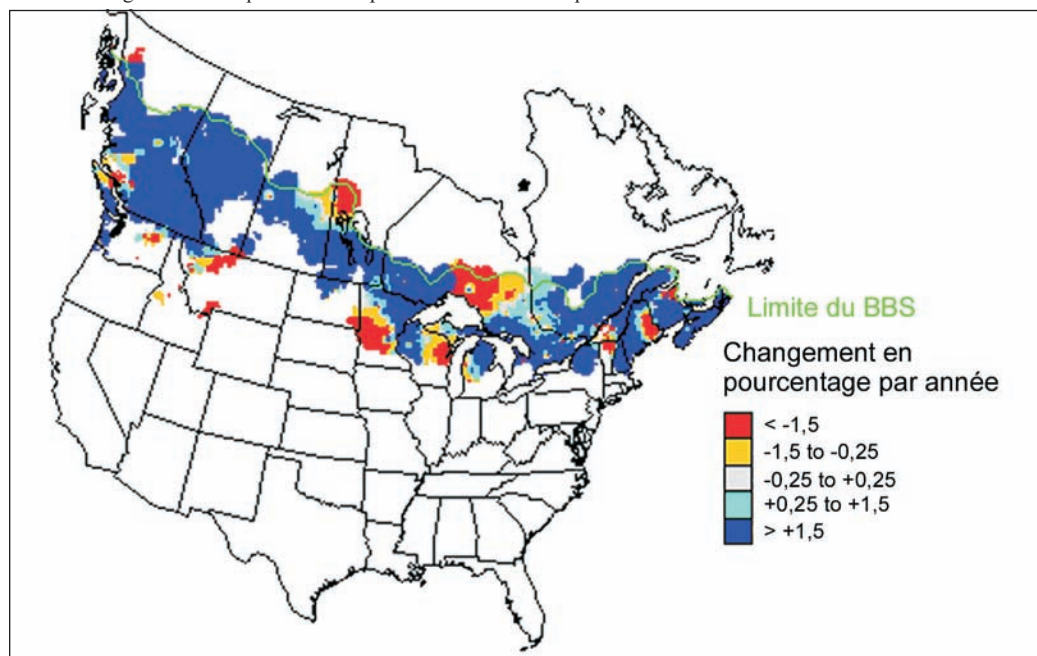 Limite du BBS
Changement en
pourcentage par année
< -1,5
-1,5 to -0,25
-0,25 to +0,25
+0,25 to +1,5
> +1,5